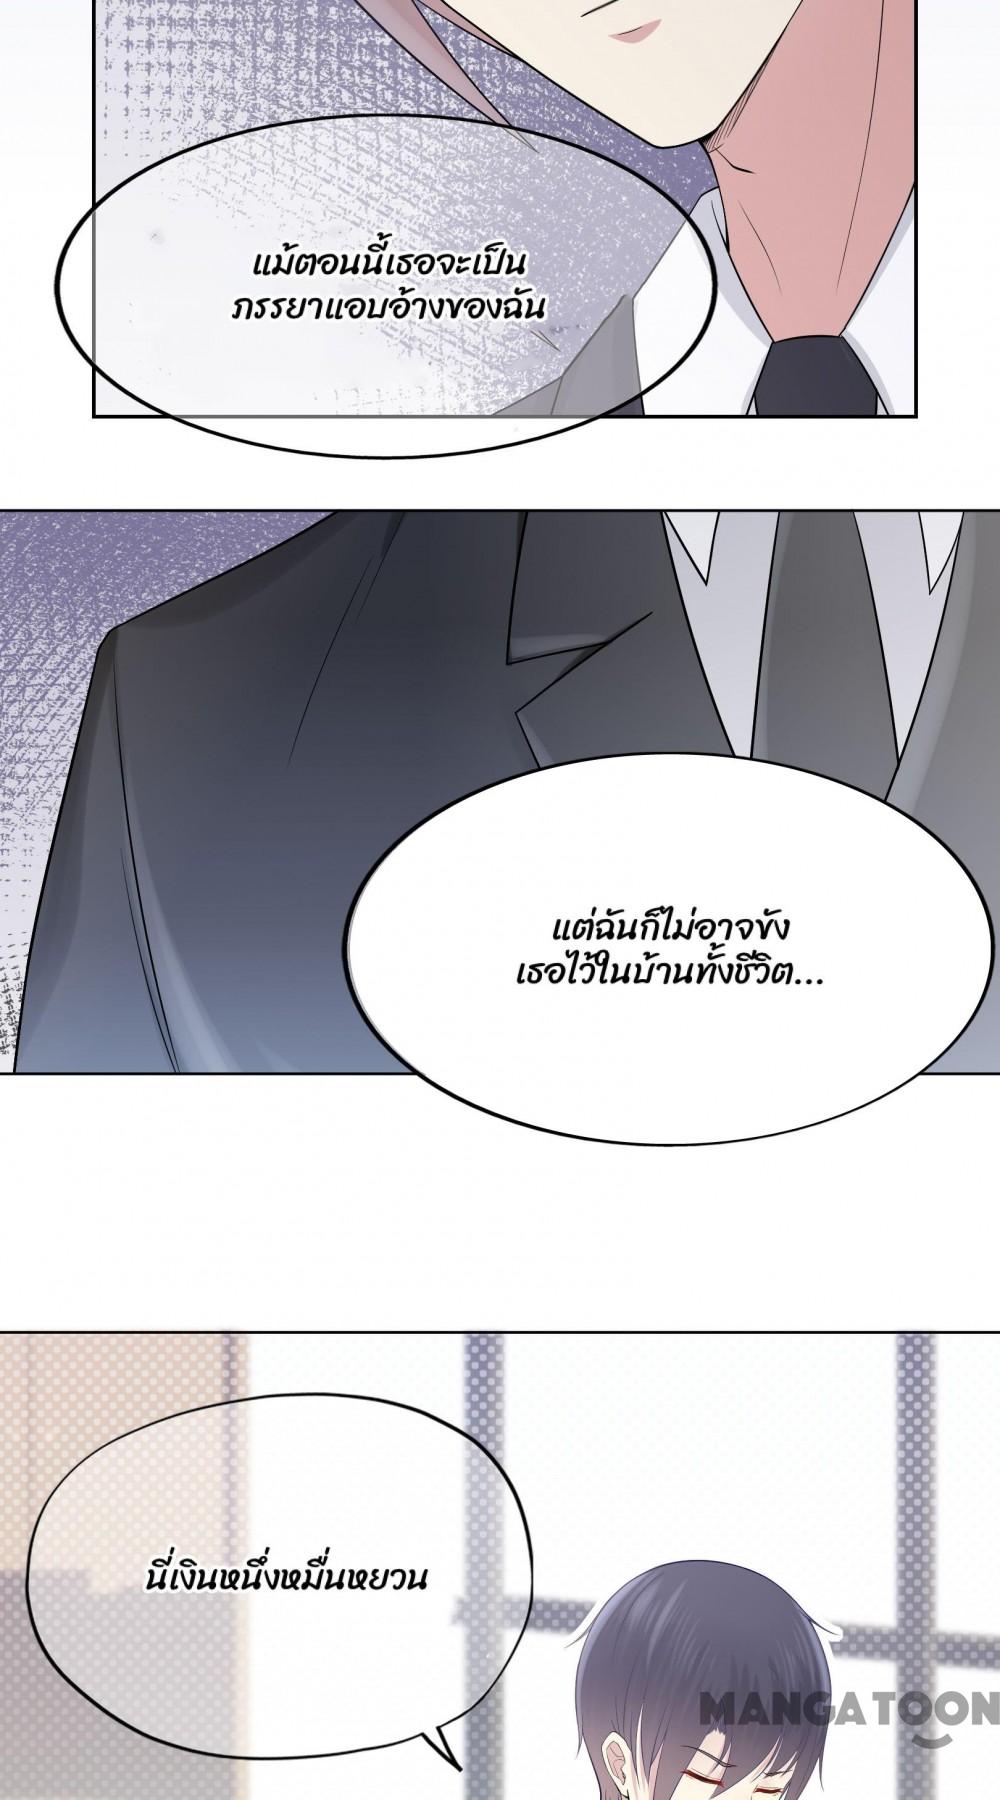 แม้ตอนนี้เธอจะเป็น
ภรรยาแอบอ้างของฉัน
แต่ฉันก็ไม่อาจขัง
เธอไว้ในบ้านทั้งชีวิต...
นี่เงินหนึ่งหมื่นหยวน
MANGATOON